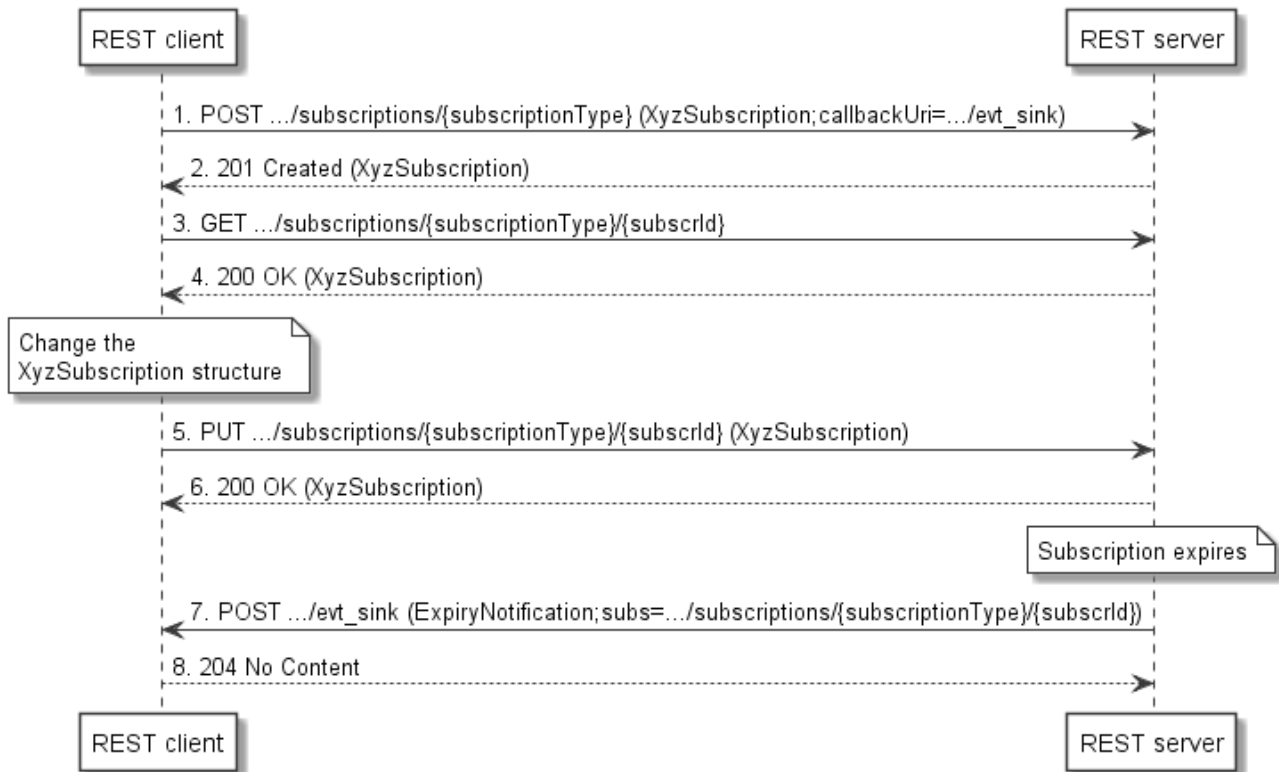 REST client
REST server
1. POST .../subscriptions/{subscriptionType} (XyzSubscription;callbackUri=.../evt_sink)
2. 201 Created (XyzSubscription)
3. GET .../subscriptions/{subscriptionType}/{subscrId}
4. 200 OK (XyzSubscription)
Change the
XyzSubscription structure
5. PUT .../subscriptions/{subscriptionType}/{subscrId} (XyzSubscription)
6. 200 OK (XyzSubscription)
Subscription expires
7. POST .../evt_sink (ExpiryNotification;subs=.../subscriptions/{subscriptionType}/{subscrId})
8. 204 No Content
REST client
REST server